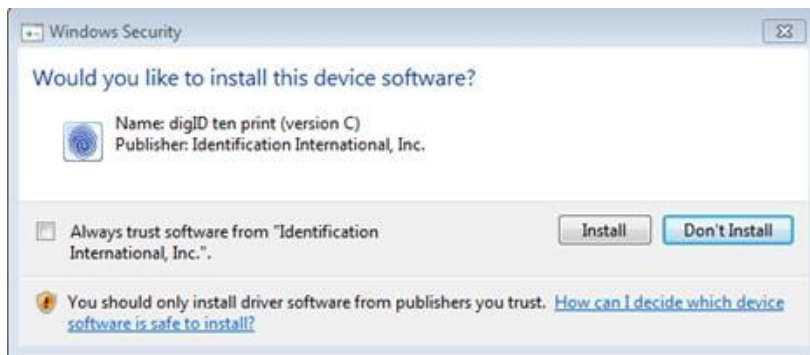 Windows Security
Would you like to install this device software?
Name: digID ten print (version C)
Publisher: Identification International, Inc.
Always trust software from "Identification
International, Inc.".
Install
Don't Install
You should only install driver software from publishers you trust. How can I decide which device
software is safe to install?